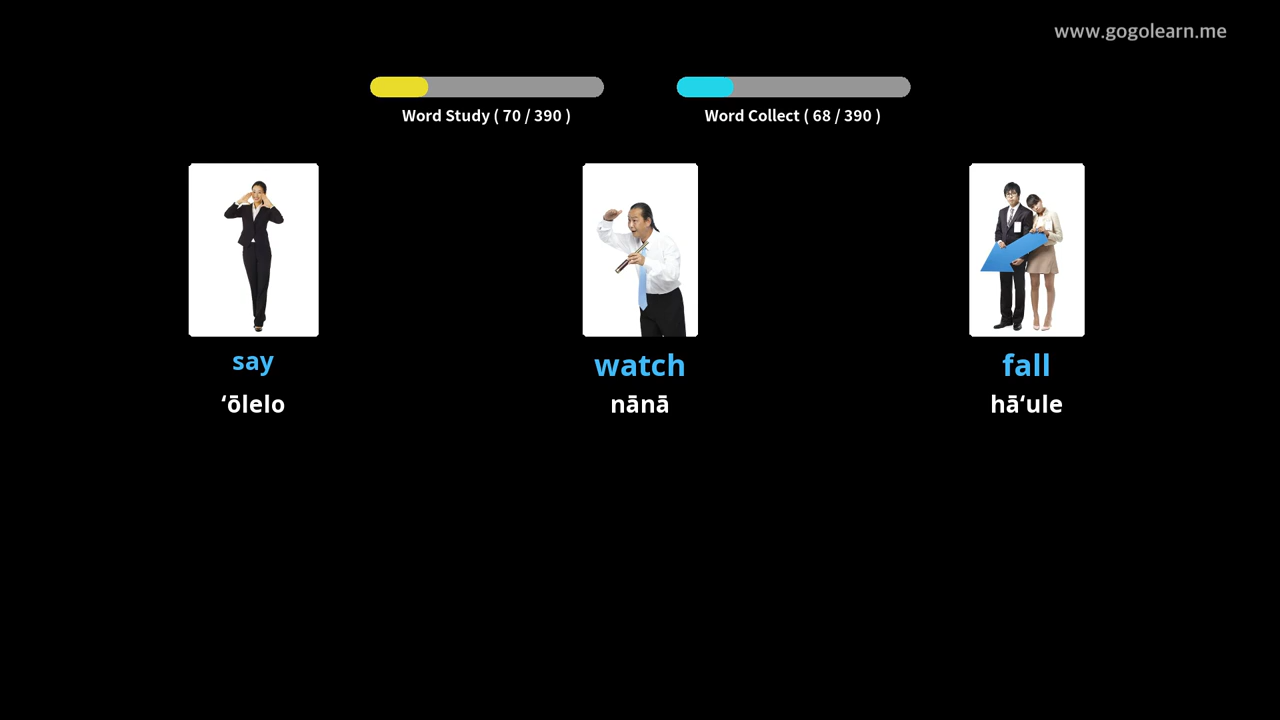 www.gogolearn.me
Word Study ( 70 / 390 )
Word Collect ( 68 / 390 )
say
watch
fall
ʻōlelo
nānā
hāʻule